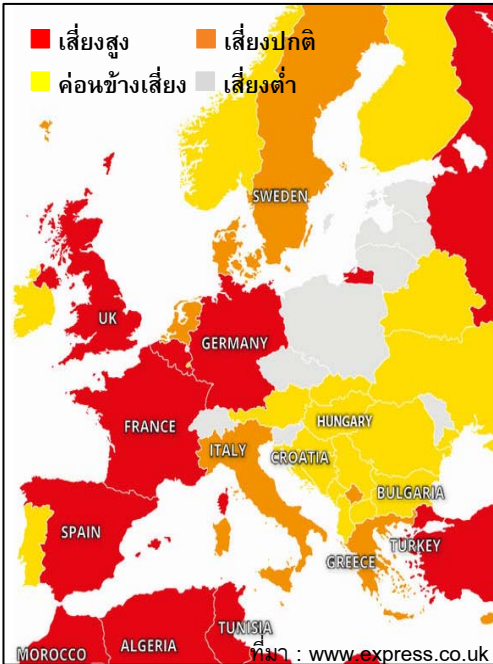 เสี่ยงสูง เสี่ยงปกติ
ค่อนข้างเสี่ยง เสี่ยงต่ำ
SWEDEN
UK
GERMANY
FRANCE
HUNGARY
ITALY
CROATIA
BULGARIA
SPAIN
TURKEY
GREECE
TUNISIA
MOROCCO ALGERIA
ที่มา : www.express.co.uk